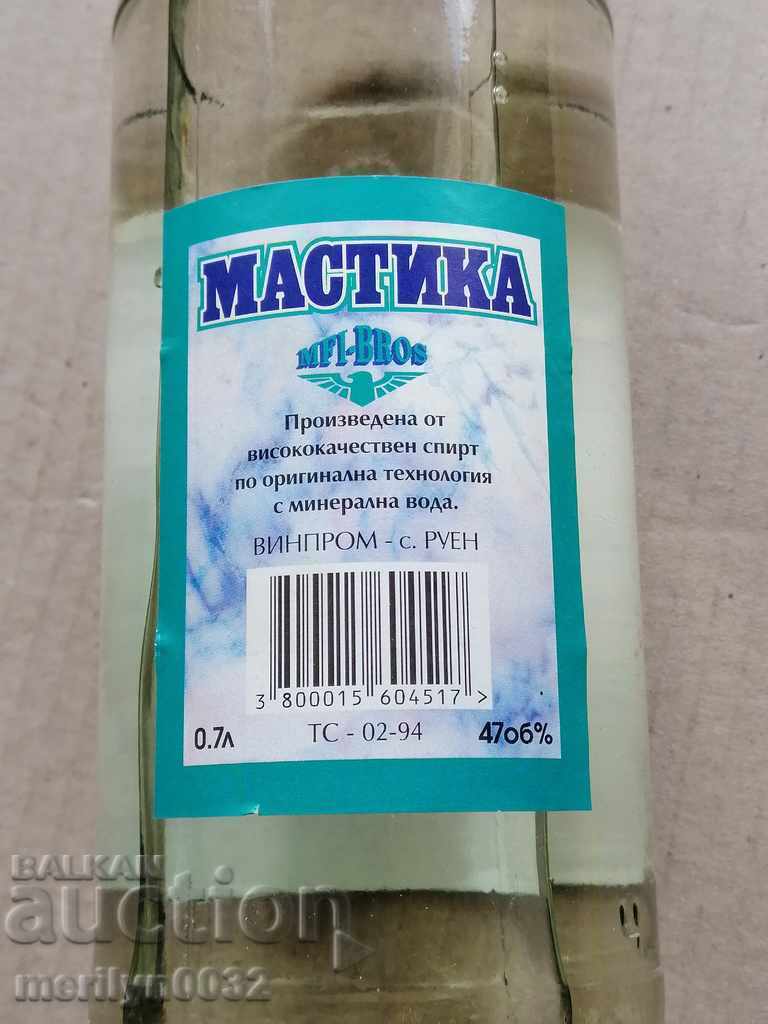 МАСТИКА
MFI-BROs
Произведена от
висококачествен спирт
по оригинална технология
с минерална вода.
ВИНПРОМ - с. РУЕН
3 800015 604517 >
0.7л ТС - 02-94 47об%
BALKAN
auction
merilyn0032